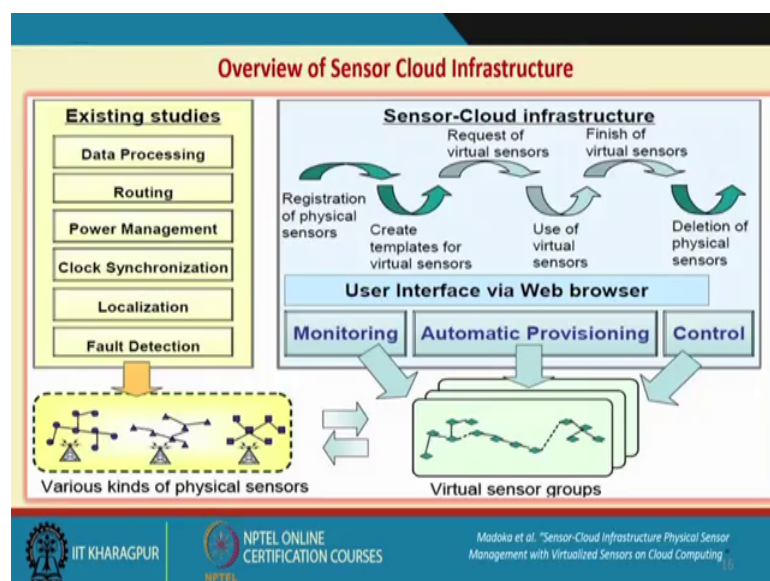 Overview of Sensor Cloud Infrastructure
Existing studies
Data Processing
Routing
Power Management
Clock Synchronization
Localization
Fault Detection
Various kinds of physical sensors
Sensor-Cloud infrastructure
Registration
of physical
sensors
Create
templates for
virtual sensors
Request of
virtual sensors
Use of
virtual
sensors
Finish of
virtual sensors
Deletion of
physical
sensors
User Interface via Web browser
Monitoring
Automatic Provisioning
Control
Virtual sensor groups
IIT KHARAGPUR
NPTEL
NPTEL ONLINE
CERTIFICATION COURSES
Madoka et al. "Sensor-Cloud Infrastructure Physical Sensor
Management with Virtualized Sensors on Cloud Computing"
16